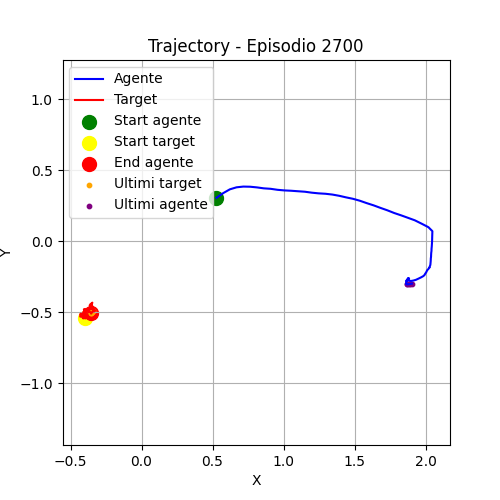 Trajectory - Episodio 2700
Agente
Target
Start agente
Start target
End agente
Ultimi target
Ultimi agente
1.0
0.5
0.0
−0.5
−1.0
Y
−0.5
0.0
0.5
1.0
1.5
2.0
X